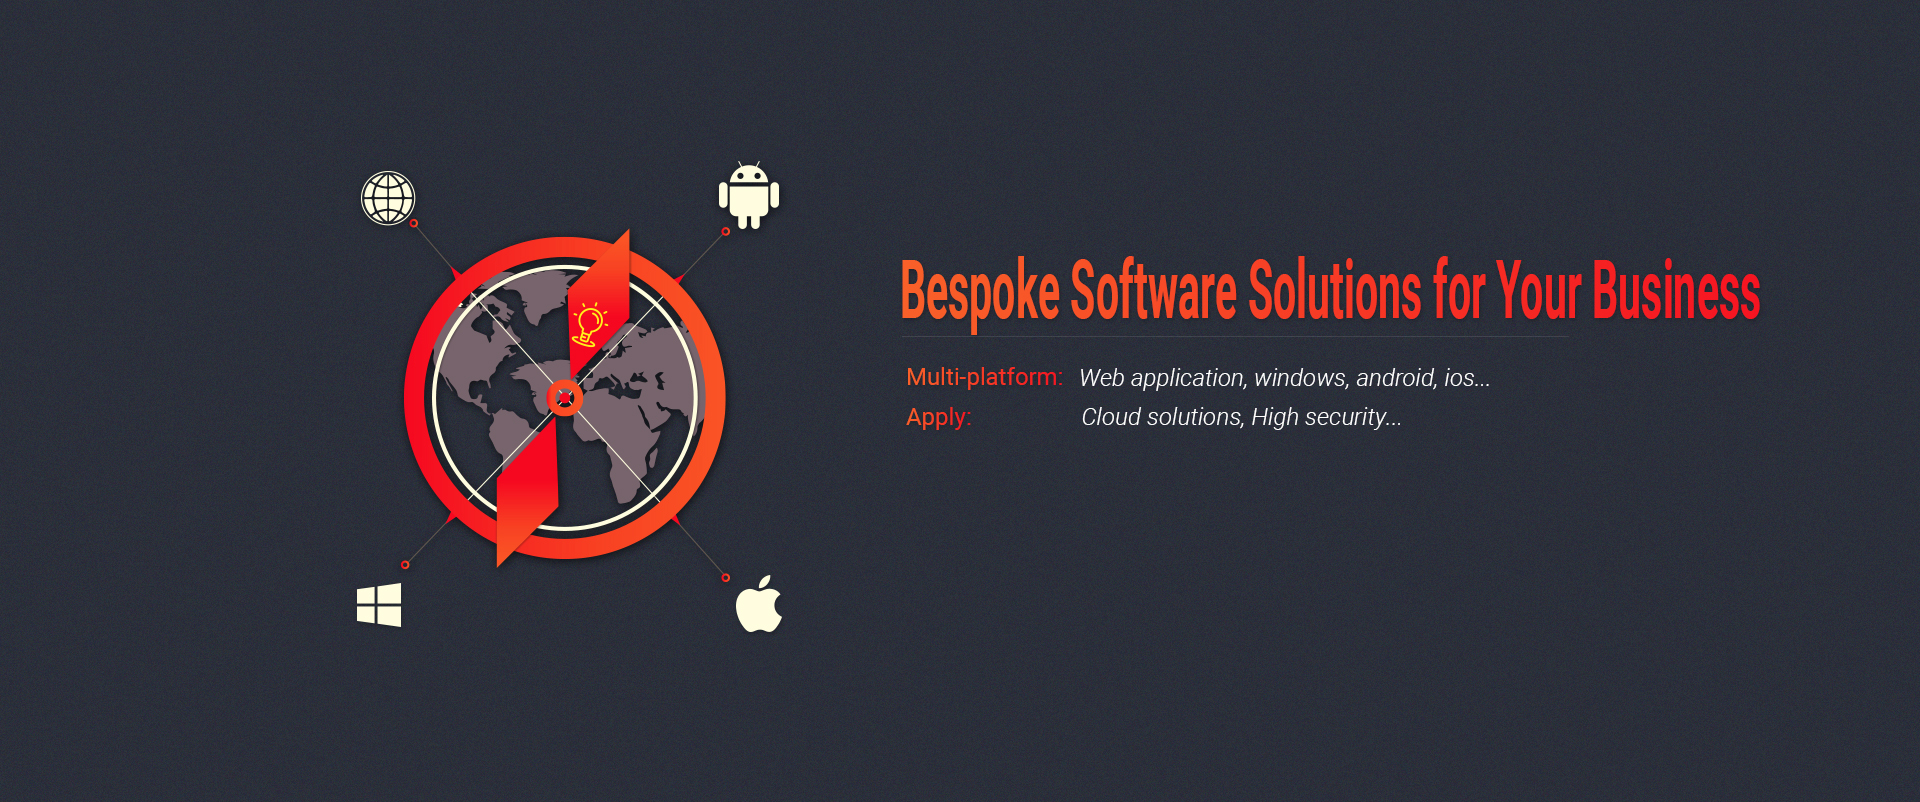 Bespoke Software Solutions for Your Business
Multi-platform: Web application, windows, android, ios...
Apply: Cloud solutions, High security...